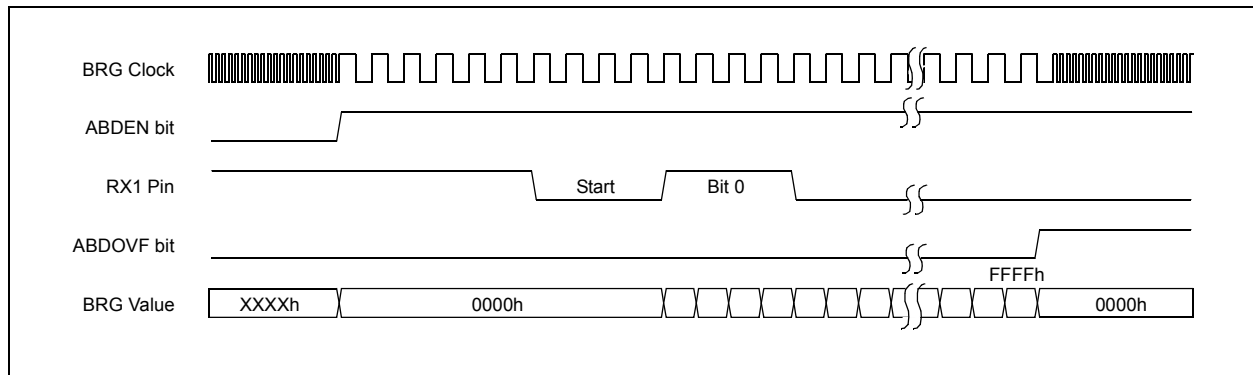 BRG Clock
ABDEN bit
RX1 Pin
Start
Bit 0
ABDOVF bit
FFFFh
BRG Value
XXXXh
0000h
0000h